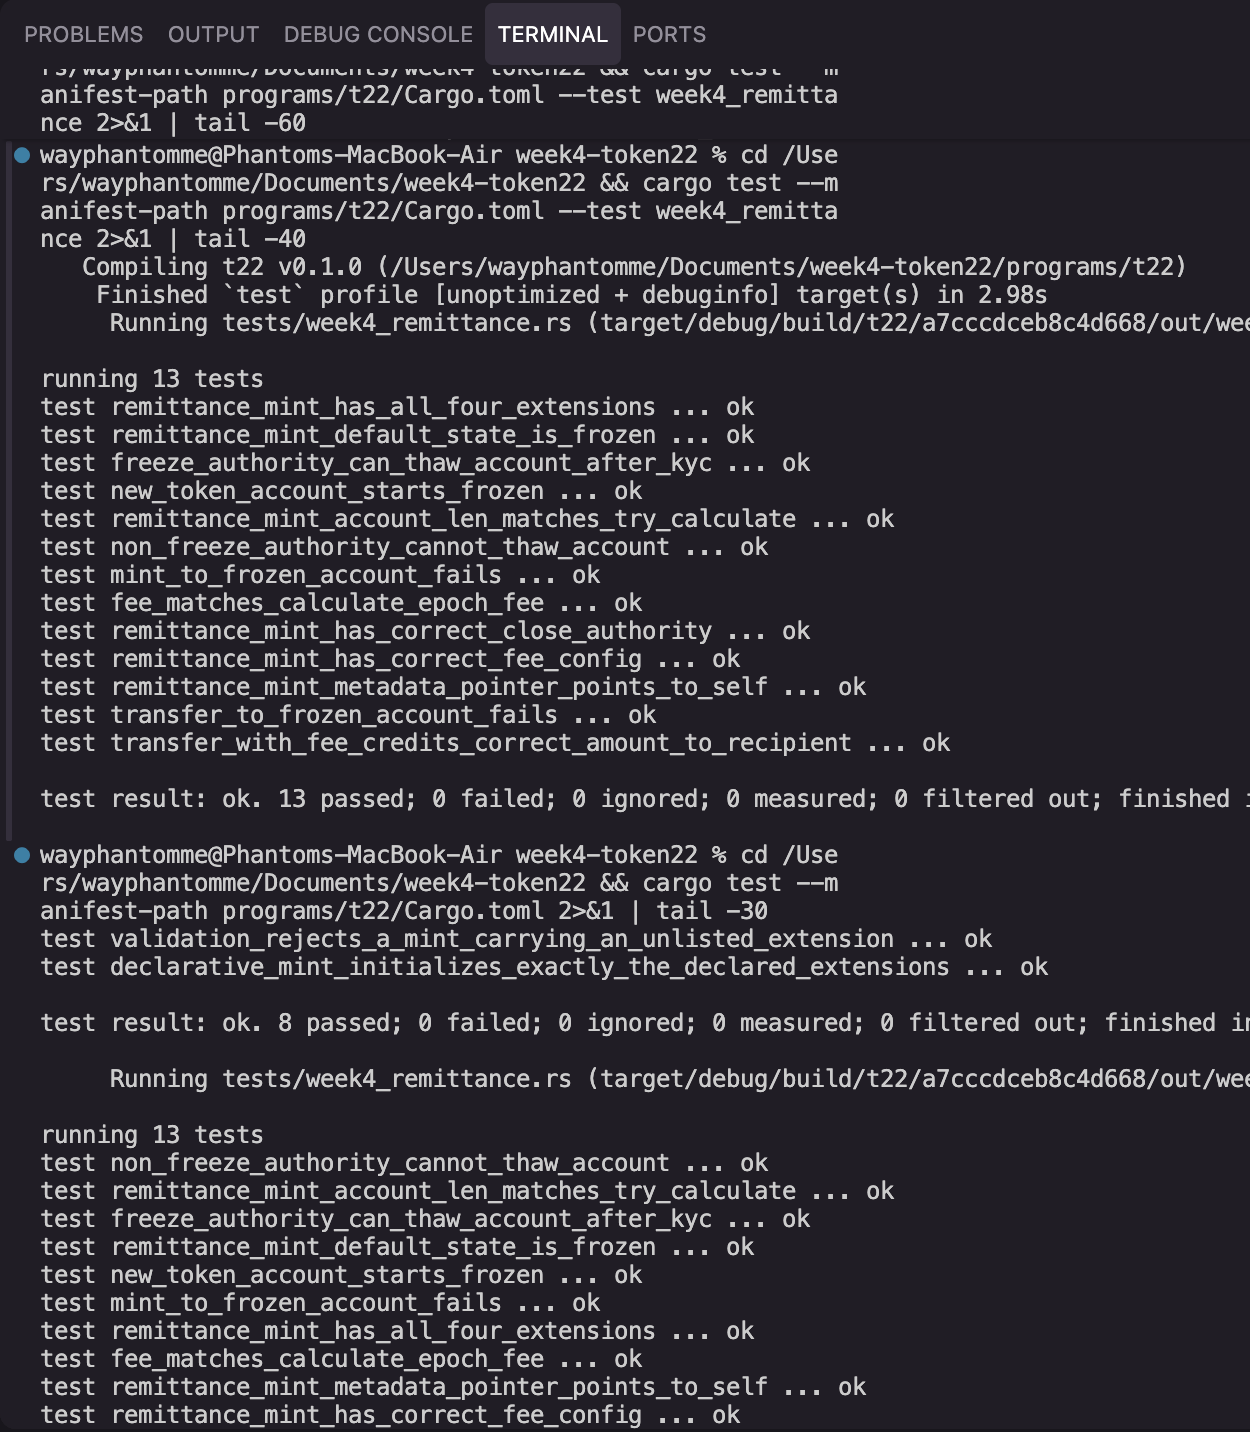 PROBLEMS OUTPUT DEBUG CONSOLE TERMINAL PORTS
rs/wayphantomme/Documents/week4-token22 && cargo test --m
anifest-path programs/t22/Cargo.toml --test week4_remitta
nce 2>&1 | tail -60
wayphantomme@Phantoms-MacBook-Air week4-token22 % cd /Use
rs/wayphantomme/Documents/week4-token22 && cargo test --m
anifest-path programs/t22/Cargo.toml --test week4_remitta
nce 2>&1 | tail -40
   Compiling t22 v0.1.0 (/Users/wayphantomme/Documents/week4-token22/programs/t22)
    Finished `test` profile [unoptimized + debuginfo] target(s) in 2.98s
     Running tests/week4_remittance.rs (target/debug/build/t22/a7cccdceb8c4d668/out/wee
running 13 tests
test remittance_mint_has_all_four_extensions ... ok
test remittance_mint_default_state_is_frozen ... ok
test freeze_authority_can_thaw_account_after_kyc ... ok
test new_token_account_starts_frozen ... ok
test remittance_mint_account_len_matches_try_calculate ... ok
test non_freeze_authority_cannot_thaw_account ... ok
test mint_to_frozen_account_fails ... ok
test fee_matches_calculate_epoch_fee ... ok
test remittance_mint_has_correct_close_authority ... ok
test remittance_mint_has_correct_fee_config ... ok
test remittance_mint_metadata_pointer_points_to_self ... ok
test transfer_to_frozen_account_fails ... ok
test transfer_with_fee_credits_correct_amount_to_recipient ... ok
test result: ok. 13 passed; 0 failed; 0 ignored; 0 measured; 0 filtered out; finished i
wayphantomme@Phantoms-MacBook-Air week4-token22 % cd /Use
rs/wayphantomme/Documents/week4-token22 && cargo test --m
anifest-path programs/t22/Cargo.toml 2>&1 | tail -30
test validation_rejects_a_mint_carrying_an_unlisted_extension ... ok
test declarative_mint_initializes_exactly_the_declared_extensions ... ok
test result: ok. 8 passed; 0 failed; 0 ignored; 0 measured; 0 filtered out; finished in
     Running tests/week4_remittance.rs (target/debug/build/t22/a7cccdceb8c4d668/out/wee
running 13 tests
test non_freeze_authority_cannot_thaw_account ... ok
test remittance_mint_account_len_matches_try_calculate ... ok
test freeze_authority_can_thaw_account_after_kyc ... ok
test remittance_mint_default_state_is_frozen ... ok
test new_token_account_starts_frozen ... ok
test mint_to_frozen_account_fails ... ok
test remittance_mint_has_all_four_extensions ... ok
test fee_matches_calculate_epoch_fee ... ok
test remittance_mint_metadata_pointer_points_to_self ... ok
test remittance_mint_has_correct_fee_config ... ok